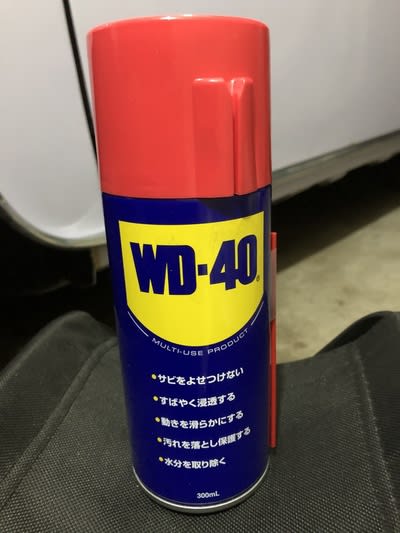 WD-40®
MULTI-USE PRODUCT
•サビをよせつけない
•すばやく浸透する
•動きを滑らかにする
•汚れを落とし保護する
•水分を取り除く
300mL